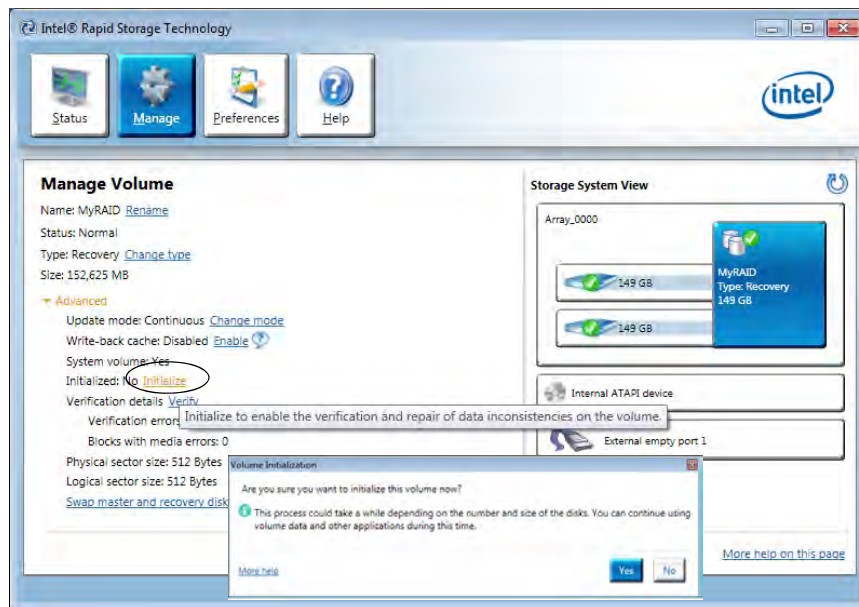 Intel® Rapid Storage Technology
Status
Manage
Preferences
Help
intel
Manage Volume
Name: MyRAID Rename
Status: Normal
Type: Recovery Change type
Size: 152,625 MB
Advanced
Update mode: Continuous Change mode
Write-back cache: Disabled Enable
System volume: Yes
Initialized: No Initialize
Verification details Verify
Initialize to enable the verification and repair of data inconsistencies on the volume.
Verification errors
Blocks with media errors: 0
Physical sector size: 512 Bytes
Logical sector size: 512 Bytes
Swap master and recovery disk
Storage System View
Array_0000
149 GB
149 GB
MyRAID
Type: Recovery
149 GB
Internal ATAPI device
External empty port 1
Volume Initialization
Are you sure you want to initialize this volume now?
This process could take a while depending on the number and size of the disks. You can continue using
volume data and other applications during this time.
More help
Yes
No
More help on this page